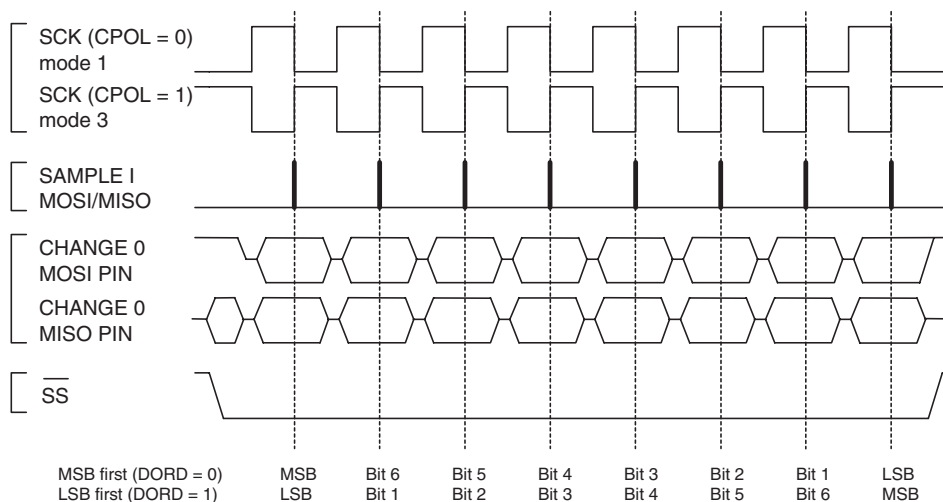 SCK (CPOL = 0)
mode 1
SCK (CPOL = 1)
mode 3
SAMPLE I
MOSI/MISO
CHANGE 0
MOSI PIN
CHANGE 0
MISO PIN
SS
MSB first (DORD = 0) MSB Bit 6 Bit 5 Bit 4 Bit 3 Bit 2 Bit 1 LSB
LSB first (DORD = 1) LSB Bit 1 Bit 2 Bit 3 Bit 4 Bit 5 Bit 6 MSB